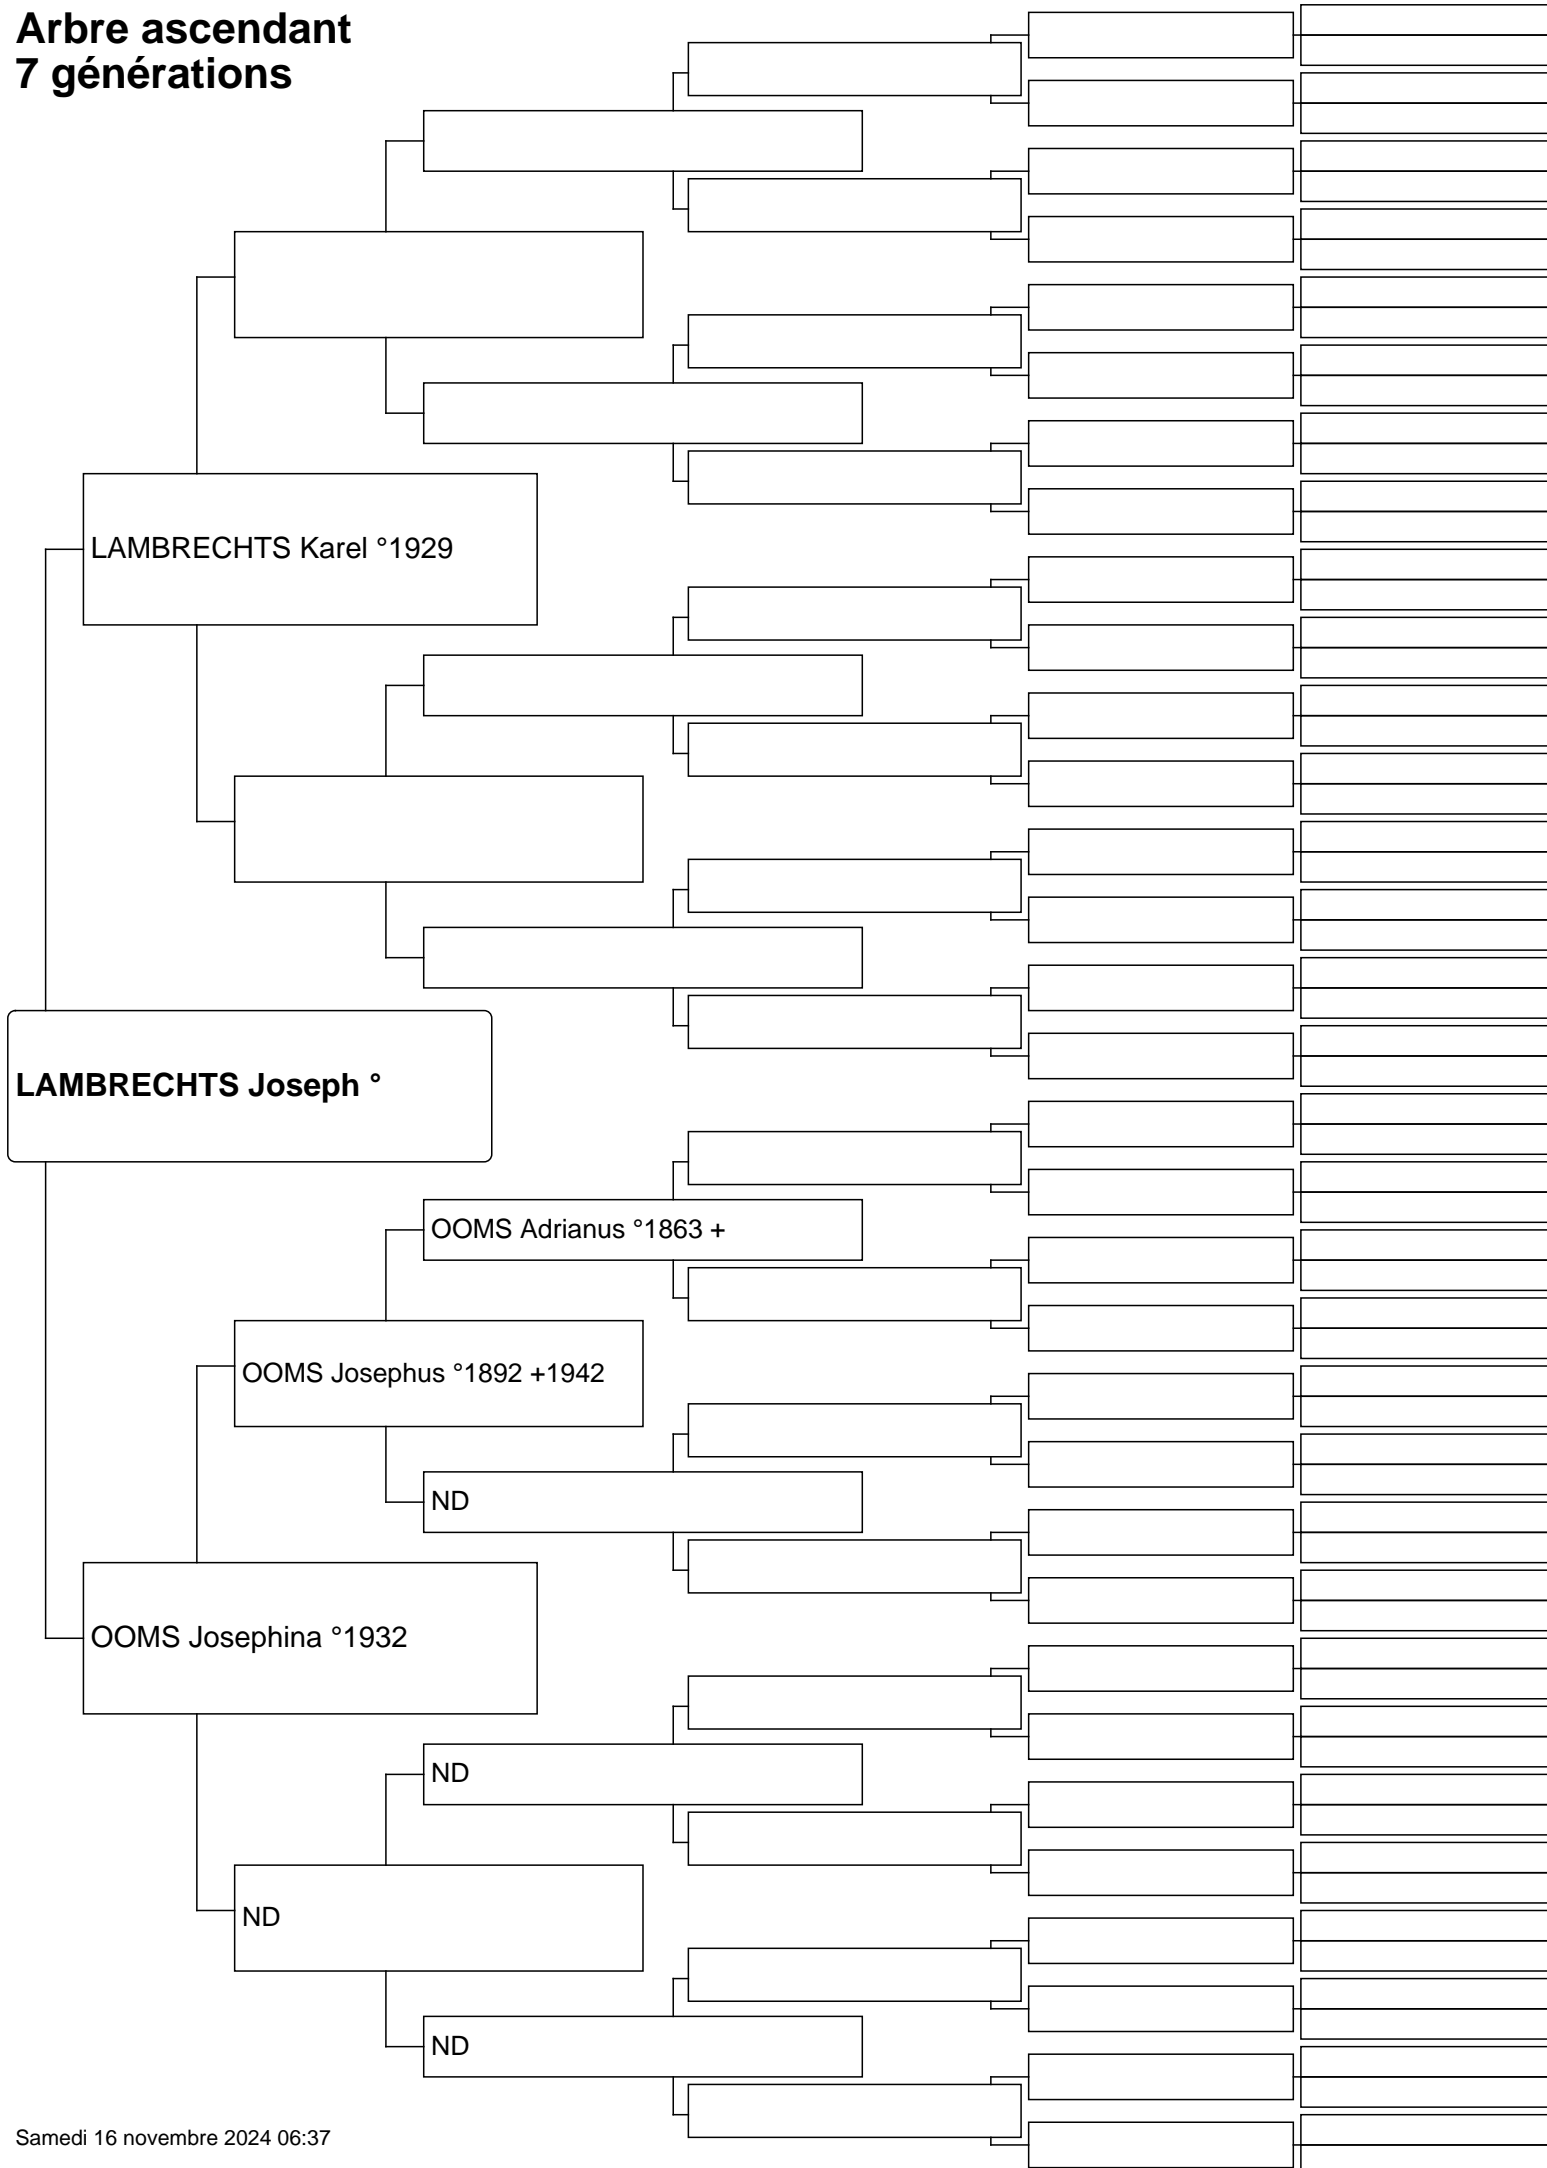 Arbre ascendant
7 générations
LAMBRECHTS Karel °1929
LAMBRECHTS Joseph °
OOMS Adrianus °1863 +
OOMS Josephus °1892 +1942
ND
OOMS Josephina °1932
ND
ND
ND
Samedi 16 novembre 2024 06:37